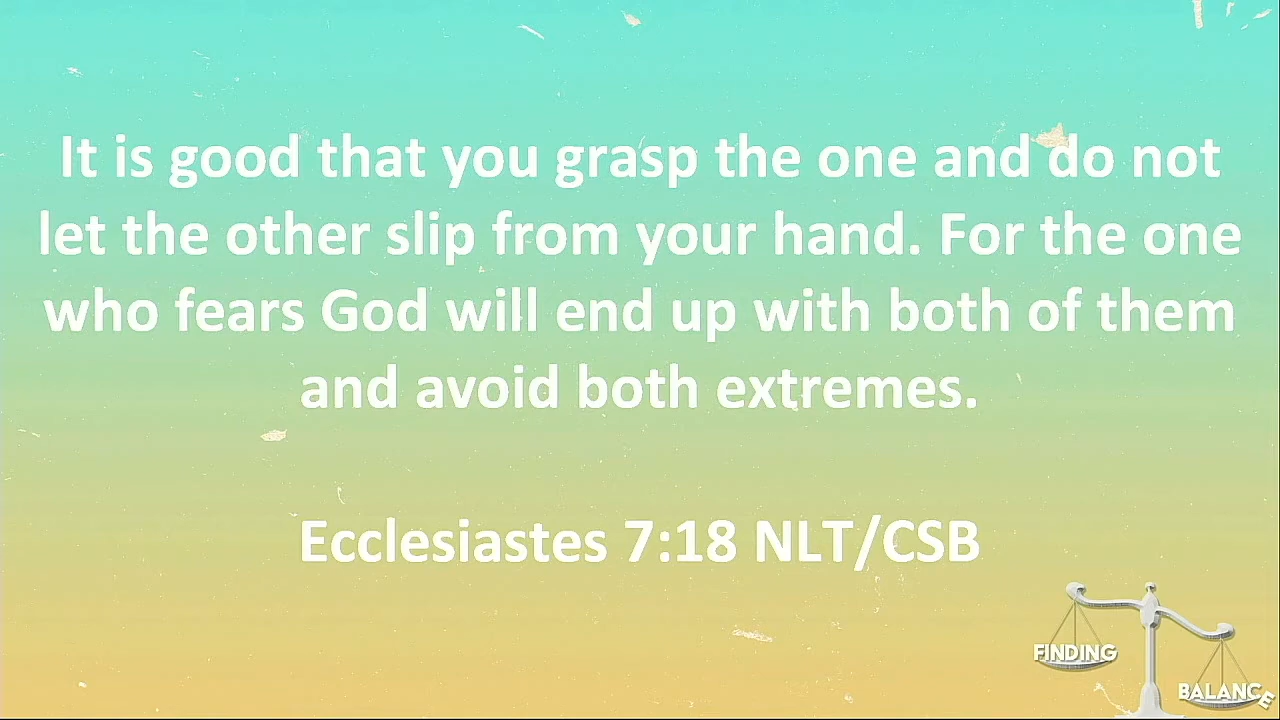 It is good that you grasp the one and do not
let the other slip from your hand. For the one
who fears God will end up with both of them
and avoid both extremes.
Ecclesiastes 7:18 NLT/CSB
FINDING
BALANCE